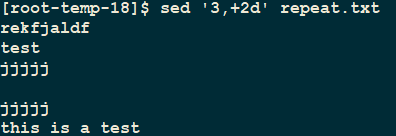 [root-temp-18]$ sed '3,+2d' repeat.txt
rekfjaldf
test
jjjjj

jjjjj
this is a test